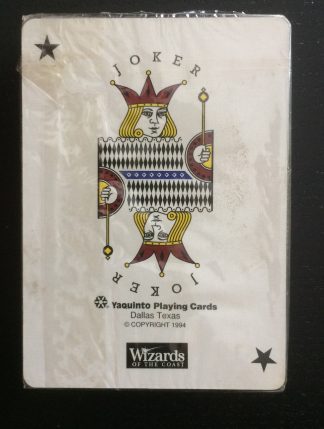 JOKER
JOKER
Yaquinto Playing Cards
Dallas Texas
© COPYRIGHT 1994
WIZARDS
OF THE COAST